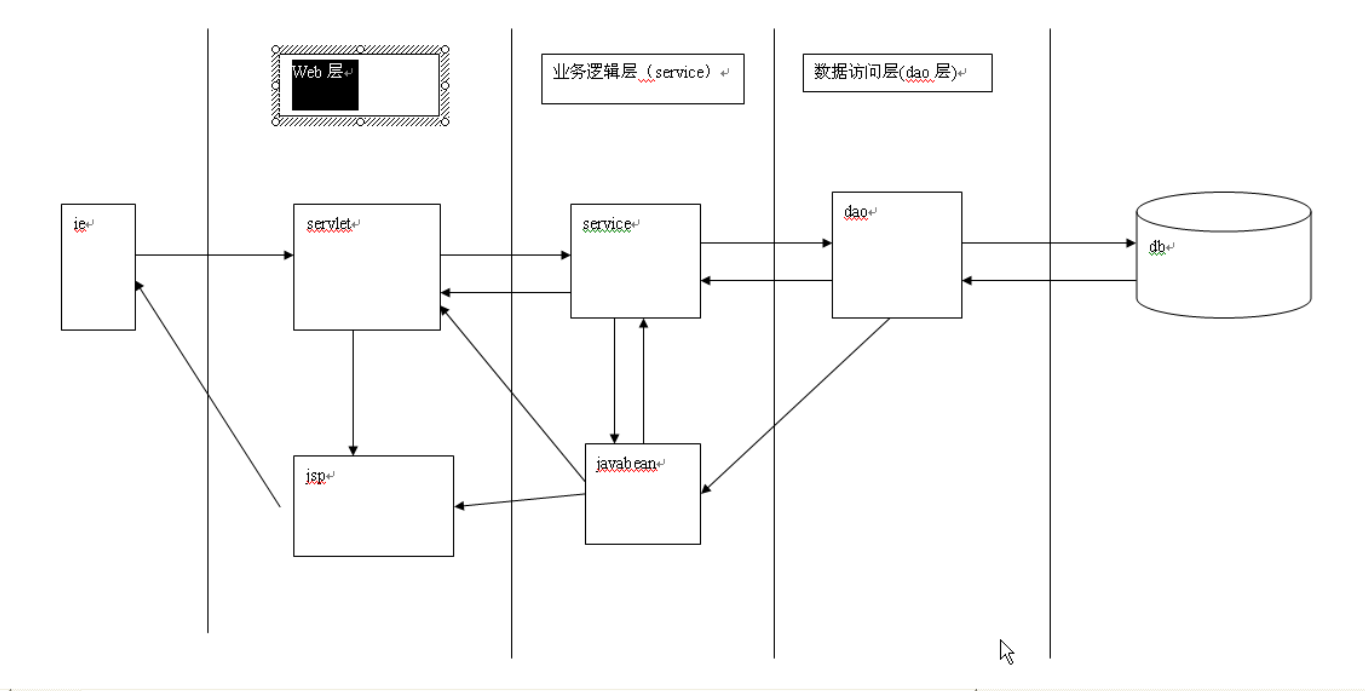 Web 层
业务逻辑层（service）
数据访问层(dao 层)
ie
servlet
service
dao
db
jsp
javabean